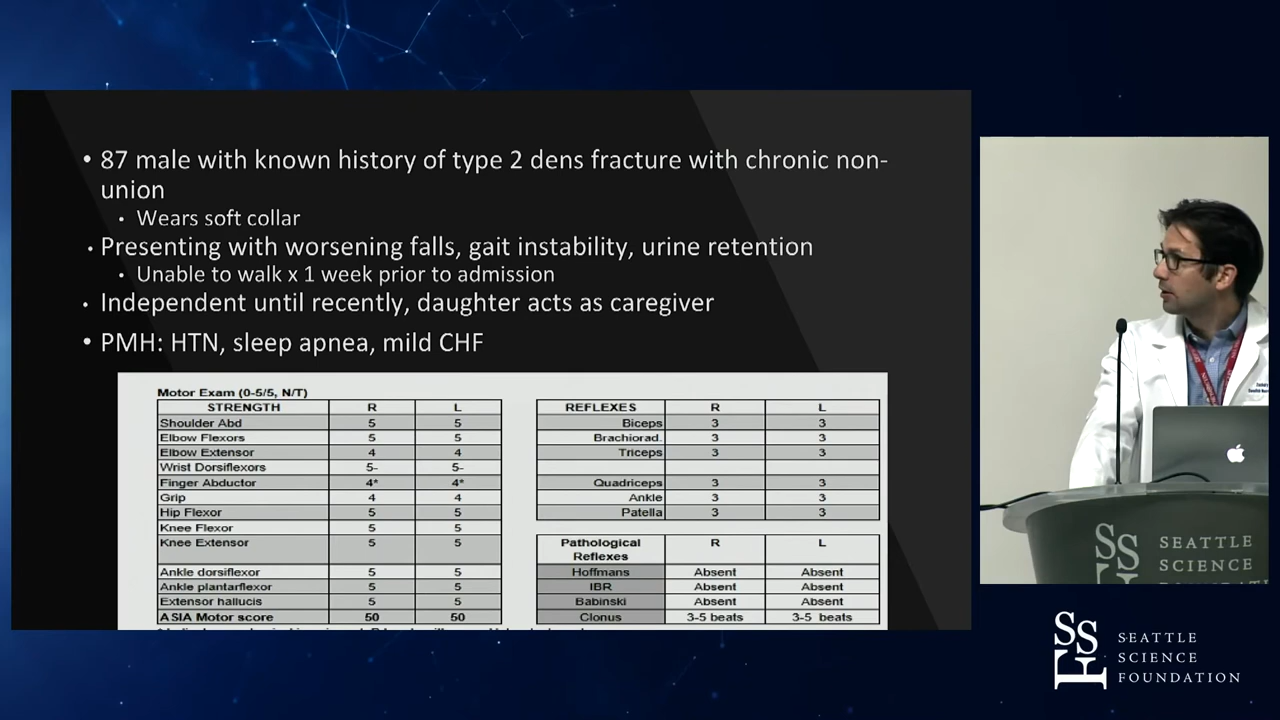 • 87 male with known history of type 2 dens fracture with chronic non-
union
• Wears soft collar
• Presenting with worsening falls, gait instability, urine retention
• Unable to walk x 1 week prior to admission
• Independent until recently, daughter acts as caregiver
• PMH: HTN, sleep apnea, mild CHF
Motor Exam (0-5/5, N/T)
STRENGTH R L
Shoulder Abd 5 5
Elbow Flexors 5 5
Elbow Extensor 4 4
Wrist Dorsiflexors 5- 5-
Finger Abductor 4* 4*
Grip 4 4
Hip Flexor 5 5
Knee Flexor 5 5
Knee Extensor 5 5
Ankle dorsiflexor 5 5
Ankle plantarflexor 5 5
Extensor hallucis 5 5
ASIA Motor score 50 50
REFLEXES R L
Biceps 3 3
Brachiorad. 3 3
Triceps 3 3
Quadriceps 3 3
Ankle 3 3
Patella 3 3
Pathological R L
Reflexes
Hoffmans Absent Absent
IBR Absent Absent
Babinski Absent Absent
Clonus 3-5 beats 3-5 beats
SSF
SEATTLE
SCIENCE
SSF
SEATTLE
SCIENCE
FOUNDATION